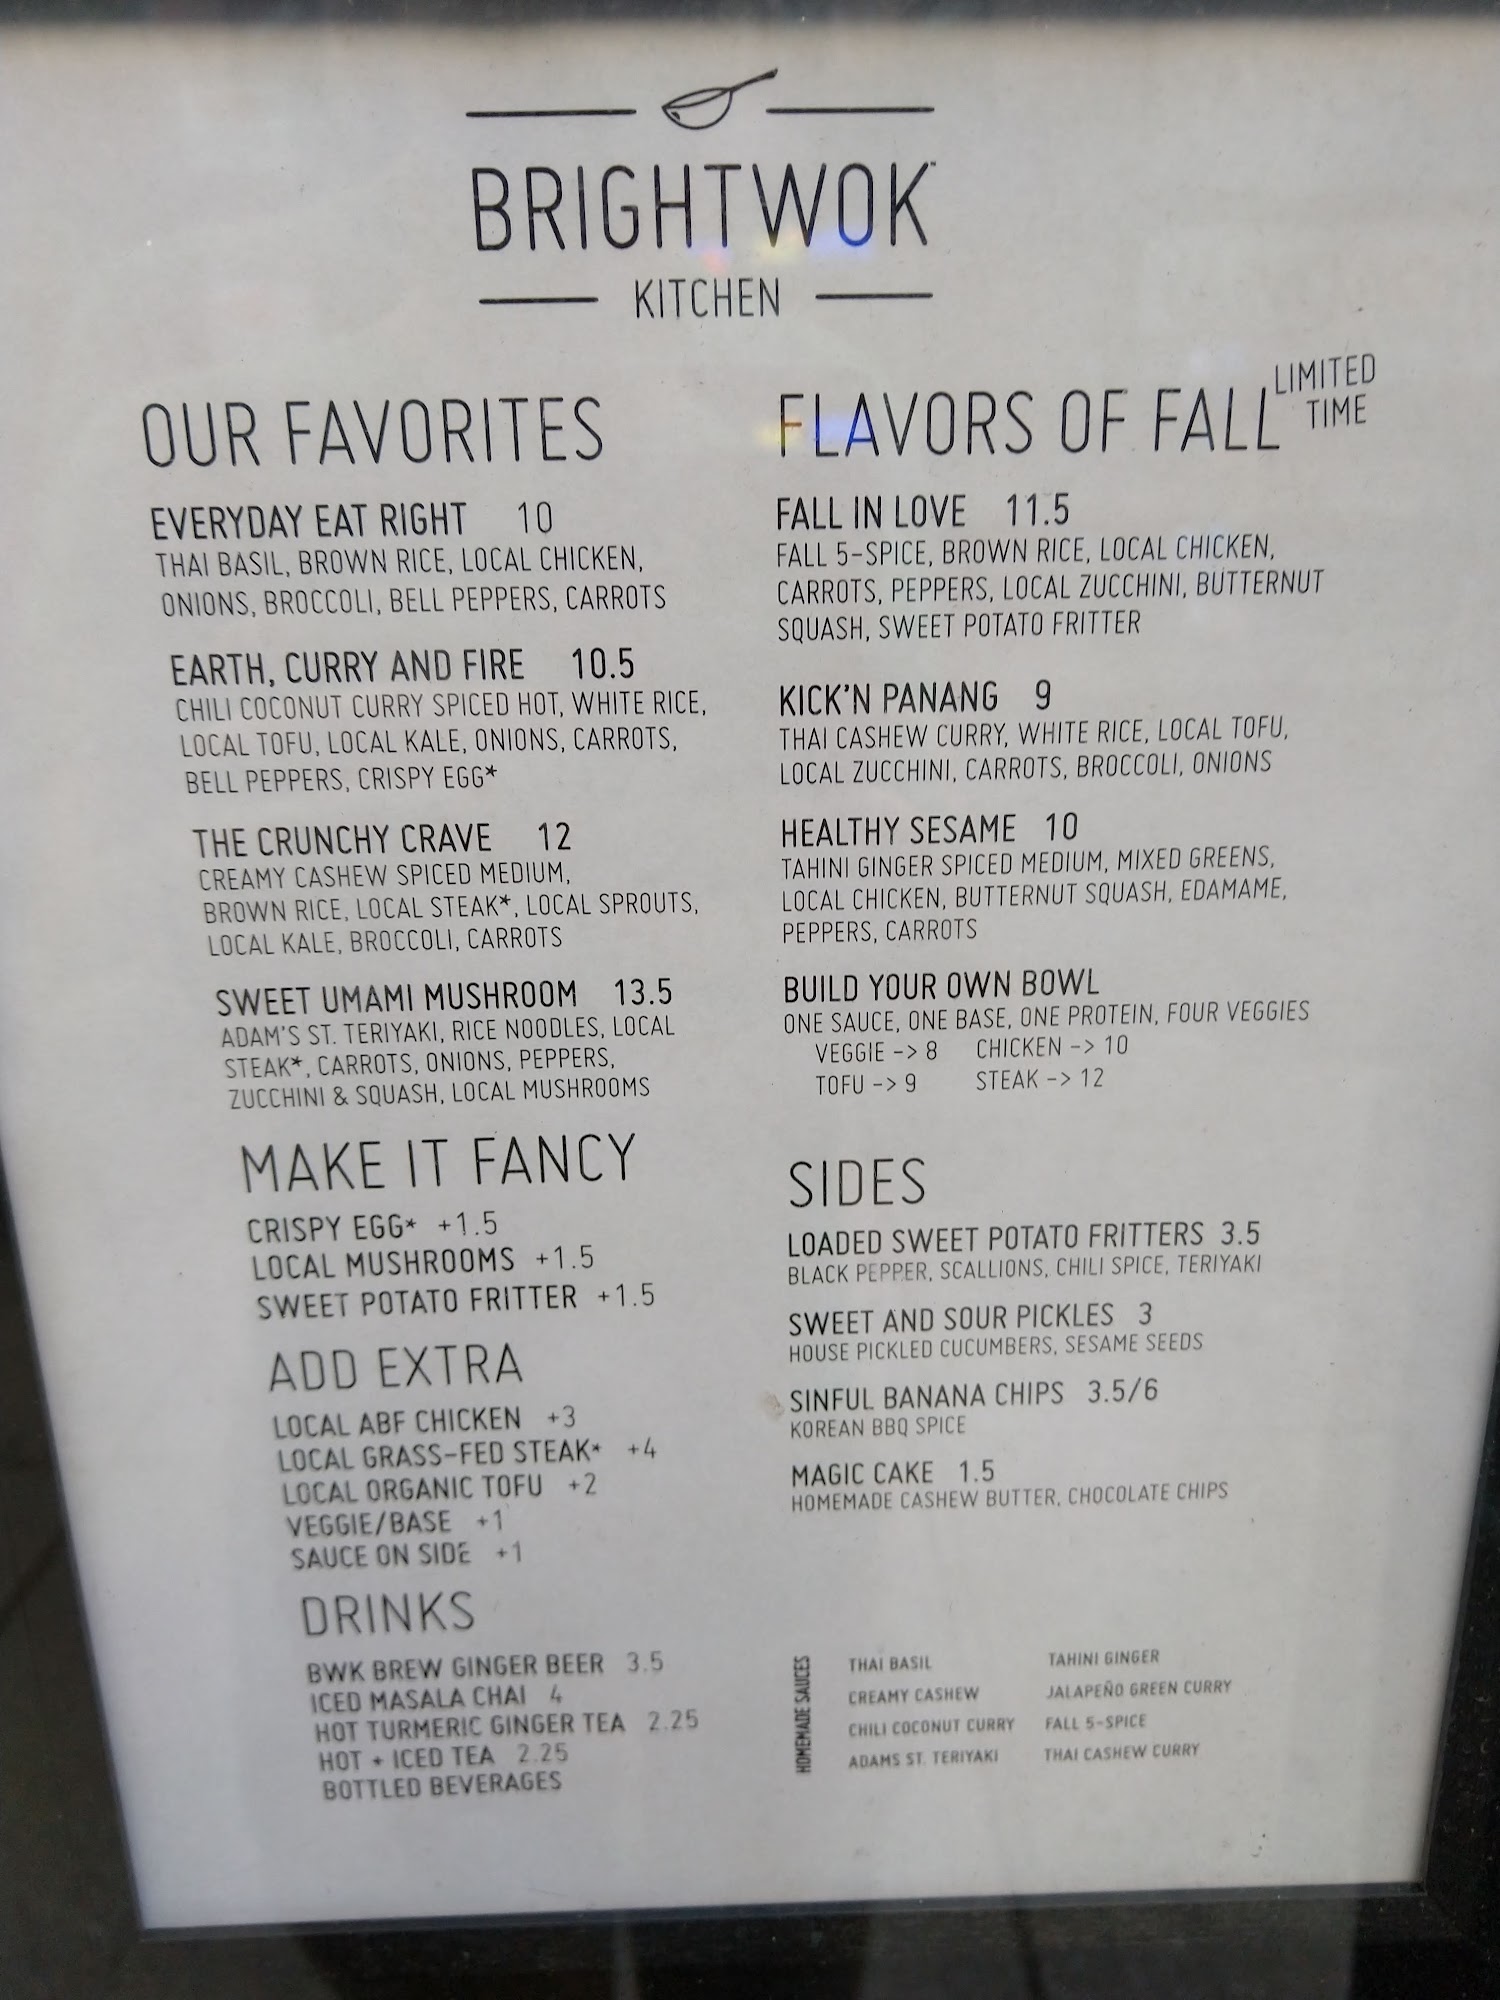 BRIGHTWOK™
KITCHEN
OUR FAVORITES
EVERYDAY EAT RIGHT 10
THAI BASIL, BROWN RICE, LOCAL CHICKEN,
ONIONS, BROCCOLI, BELL PEPPERS, CARROTS
EARTH, CURRY AND FIRE 10.5
CHILI COCONUT CURRY SPICED HOT, WHITE RICE,
LOCAL TOFU, LOCAL KALE, ONIONS, CARROTS,
BELL PEPPERS, CRISPY EGG*
THE CRUNCHY CRAVE 12
CREAMY CASHEW SPICED MEDIUM,
BROWN RICE, LOCAL STEAK*, LOCAL SPROUTS,
LOCAL KALE, BROCCOLI, CARROTS
SWEET UMAMI MUSHROOM 13.5
ADAM'S ST. TERIYAKI, RICE NOODLES, LOCAL
STEAK*, CARROTS, ONIONS, PEPPERS,
ZUCCHINI & SQUASH, LOCAL MUSHROOMS
MAKE IT FANCY
CRISPY EGG* +1.5
LOCAL MUSHROOMS +1.5
SWEET POTATO FRITTER +1.5
ADD EXTRA
LOCAL ABF CHICKEN +3
LOCAL GRASS-FED STEAK* +4
LOCAL ORGANIC TOFU +2
VEGGIE/BASE +1
SAUCE ON SIDE +1
DRINKS
BWK BREW GINGER BEER 3.5
ICED MASALA CHAI 4
HOT TURMERIC GINGER TEA 2.25
HOT + ICED TEA 2.25
BOTTLED BEVERAGES
FLAVORS OF FALL LIMITED
TIME
FALL IN LOVE 11.5
FALL 5-SPICE, BROWN RICE, LOCAL CHICKEN,
CARROTS, PEPPERS, LOCAL ZUCCHINI, BUTTERNUT
SQUASH, SWEET POTATO FRITTER
KICK'N PANANG 9
THAI CASHEW CURRY, WHITE RICE, LOCAL TOFU,
LOCAL ZUCCHINI, CARROTS, BROCCOLI, ONIONS
HEALTHY SESAME 10
TAHINI GINGER SPICED MEDIUM, MIXED GREENS,
LOCAL CHICKEN, BUTTERNUT SQUASH, EDAMAME,
PEPPERS, CARROTS
BUILD YOUR OWN BOWL
ONE SAUCE, ONE BASE, ONE PROTEIN, FOUR VEGGIES
VEGGIE -> 8 CHICKEN -> 10
TOFU -> 9 STEAK -> 12
SIDES
LOADED SWEET POTATO FRITTERS 3.5
BLACK PEPPER, SCALLIONS, CHILI SPICE, TERIYAKI
SWEET AND SOUR PICKLES 3
HOUSE PICKLED CUCUMBERS, SESAME SEEDS
SINFUL BANANA CHIPS 3.5/6
KOREAN BBQ SPICE
MAGIC CAKE 1.5
HOMEMADE CASHEW BUTTER, CHOCOLATE CHIPS
HOMEMADE SAUCES
THAI BASIL TAHINI GINGER
CREAMY CASHEW JALAPEÑO GREEN CURRY
CHILI COCONUT CURRY FALL 5-SPICE
ADAMS ST. TERIYAKI THAI CASHEW CURRY